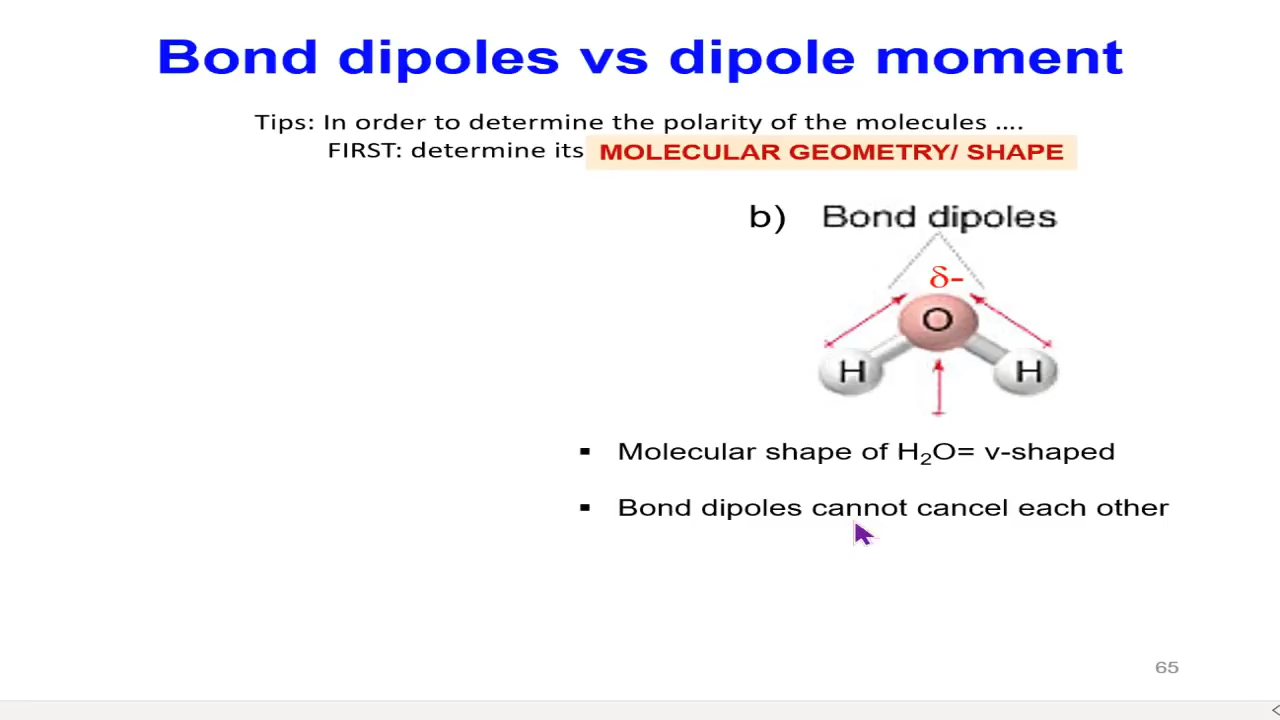 Bond dipoles vs dipole moment
Tips: In order to determine the polarity of the molecules ....
FIRST: determine its MOLECULAR GEOMETRY/ SHAPE
b) Bond dipoles
δ-
O
H H
▪ Molecular shape of H₂O= v-shaped
▪ Bond dipoles cannot cancel each other
65